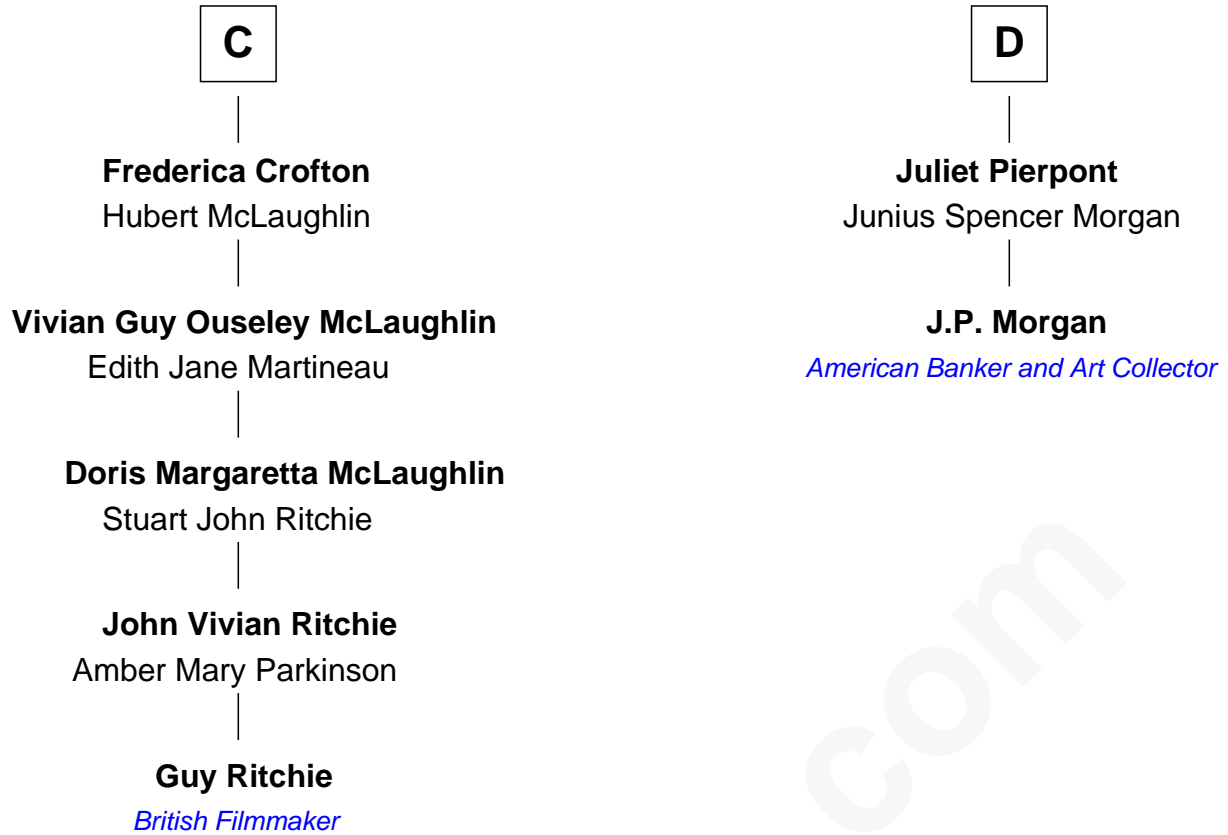 C
Frederica Crofton
Hubert McLaughlin
Vivian Guy Ouseley McLaughlin
Edith Jane Martineau
Doris Margaretta McLaughlin
Stuart John Ritchie
John Vivian Ritchie
Amber Mary Parkinson
Guy Ritchie
British Filmmaker
D
Juliet Pierpont
Junius Spencer Morgan
J.P. Morgan
American Banker and Art Collector
com